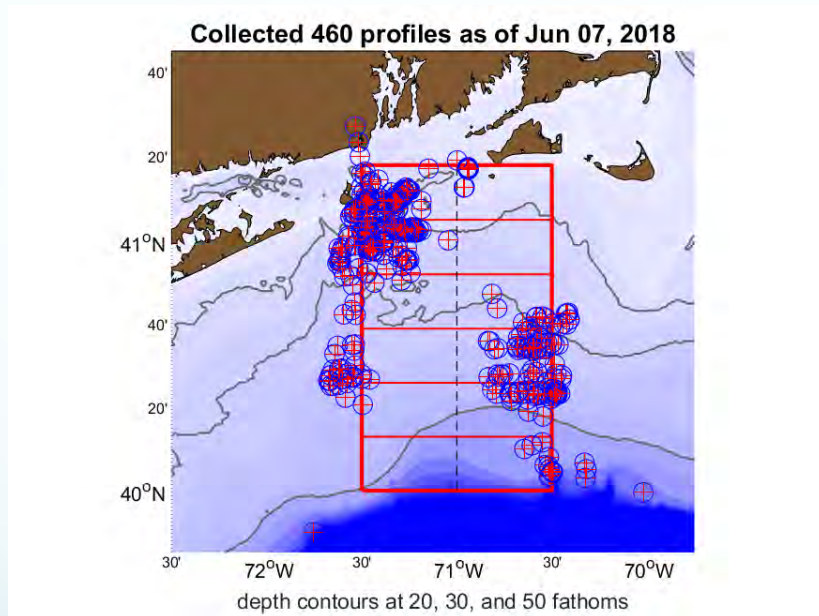 Collected 460 profiles as of Jun 07, 2018
40'
20'
41°N
40'
20'
40°N
30' 72°W 30' 71°W 30' 70°W
depth contours at 20, 30, and 50 fathoms